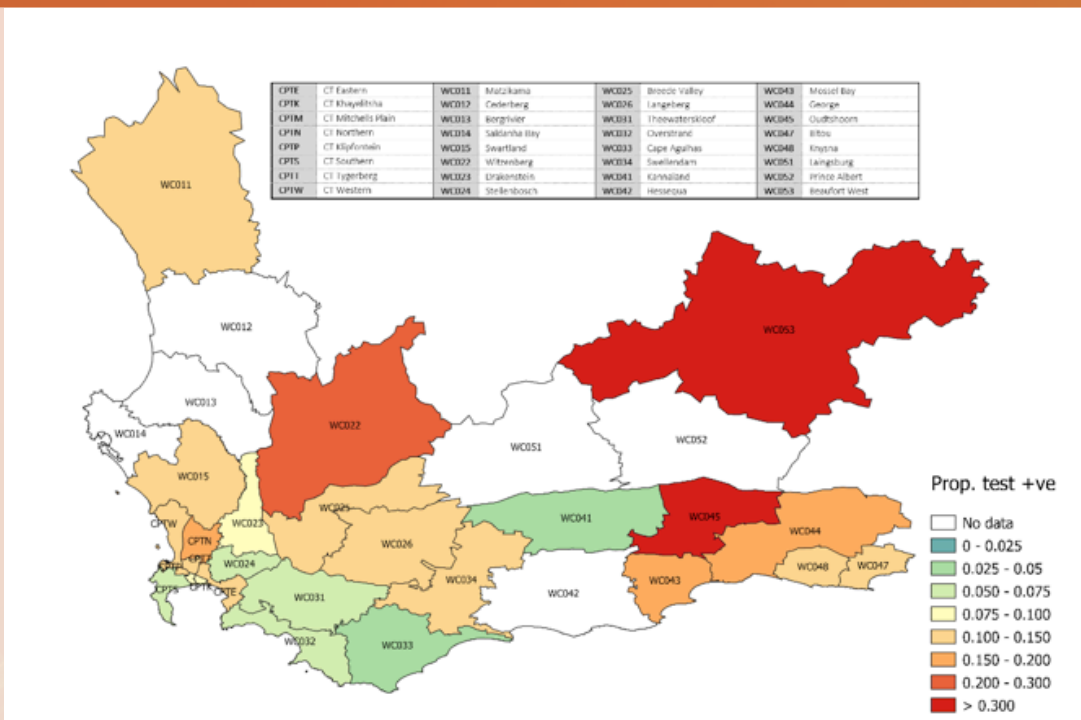 CPTE CT Eastern WC011 Matzikama WC025 Breede Valley WC043 Mossel Bay
CPTK CT Khayelitsha WC012 Cederberg WC026 Langeberg WC044 George
CPTM CT Mitchells Plain WC013 Bergrivier WC031 Theewaterskloof WC045 Oudtshoorn
CPTN CT Northern WC014 Saldanha Bay WC032 Overstrand WC047 Bitou
CPTP CT Klipfontein WC015 Swartland WC033 Cape Agulhas WC048 Knysna
CPTS CT Southern WC022 Witzenberg WC034 Swellendam WC051 Laingsburg
CPTT CT Tygerberg WC023 Drakenstein WC041 Kannaland WC052 Prince Albert
CPTW CT Western WC024 Stellenbosch WC042 Hessequa WC053 Beaufort West
WC011
WC012
WC053
WC013
WC022
WC014
WC051
WC052
WC015
WC025
WC041
WC045
CPTW
WC023
WC044
CPTN
WC026
WC024
WC034
WC043
WC048
WC047
CPTS
CPTK
CPTE
WC031
WC042
WC032
WC033
Prop. test +ve
No data
0 - 0.025
0.025 - 0.05
0.050 - 0.075
0.075 - 0.100
0.100 - 0.150
0.150 - 0.200
0.200 - 0.300
> 0.300